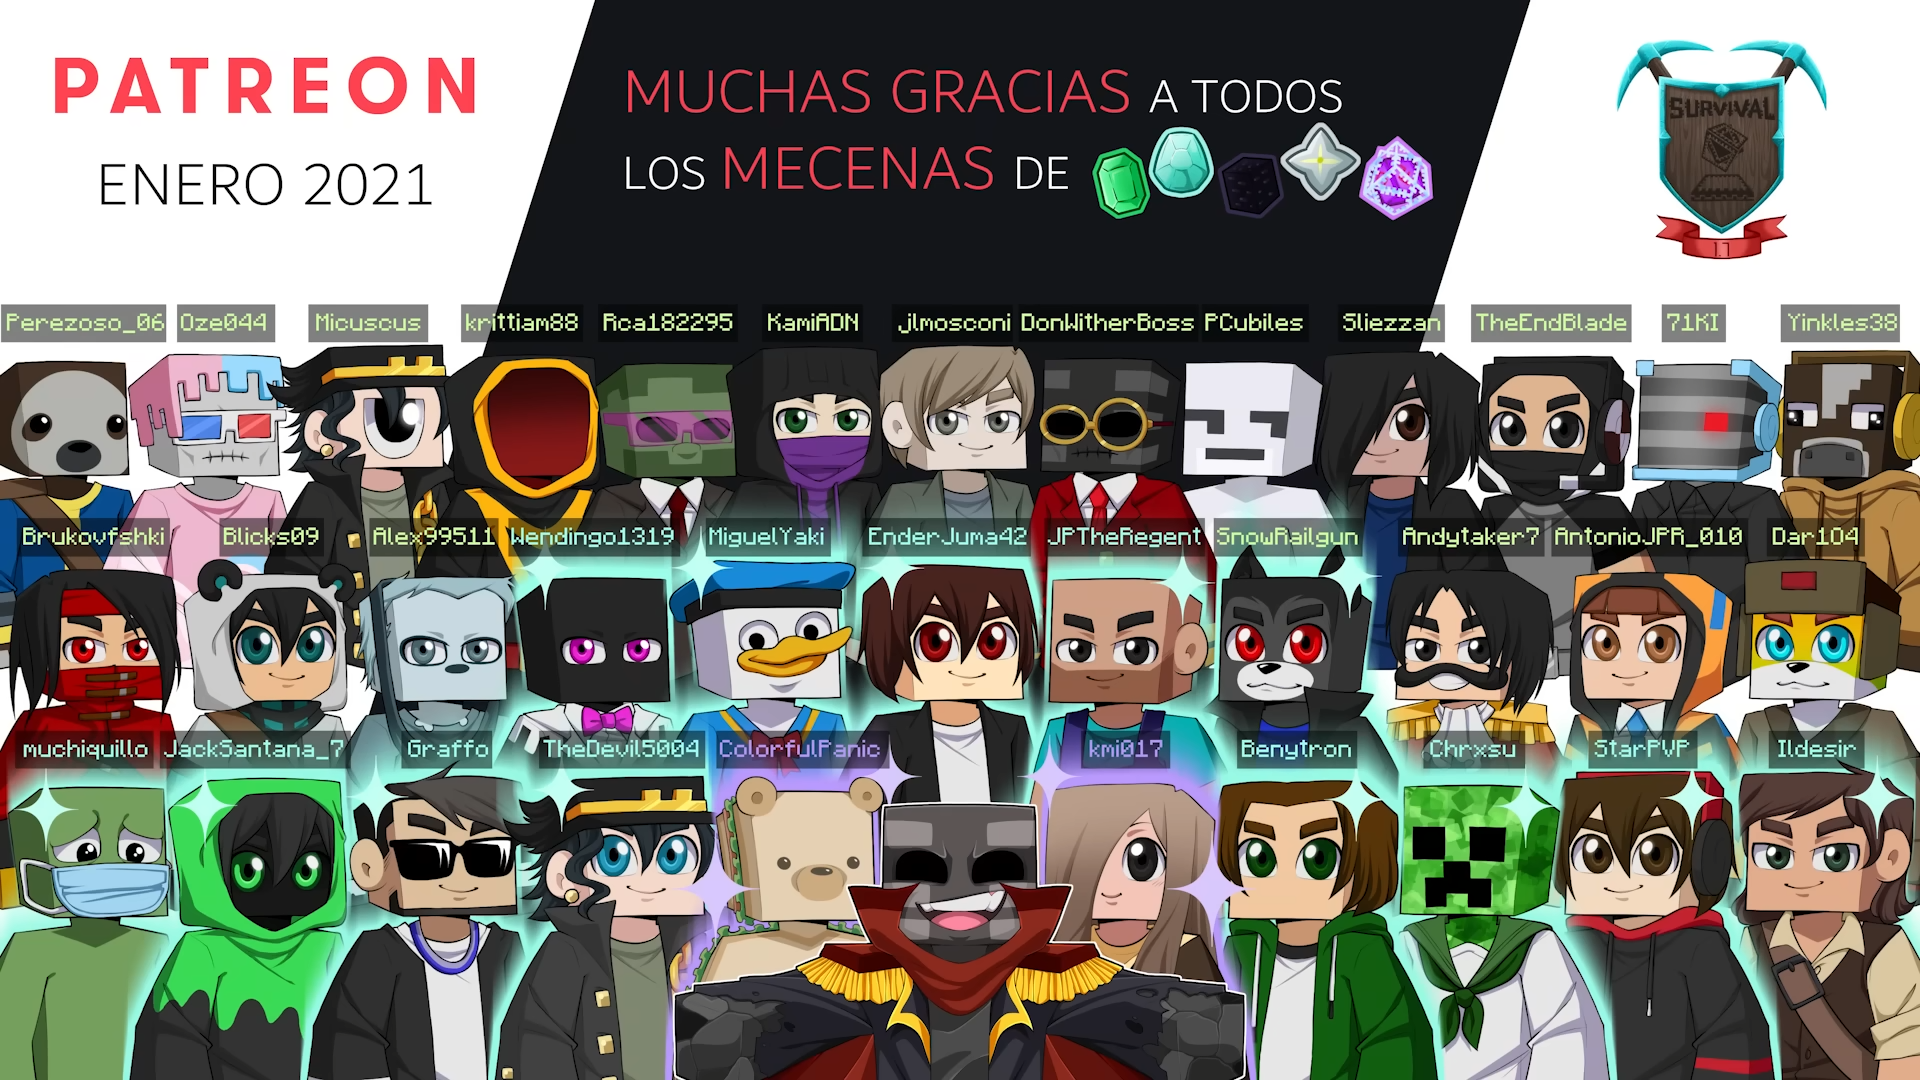 PATREON
ENERO 2021
MUCHAS GRACIAS A TODOS
LOS MECENAS DE
SURVIVAL
1.17
Perezoso_06 Oze044 Micuscus krittiam88 Rca182295 KamiADN jlmosconi DonWitherBoss PCubiles Sliezzan TheEndBlade 71KI Yinkles38
Brukovfshki Blicks09 Alex99511 Wendingo1319 MiguelYaki EnderJuma42 JPTheRegent SnowRailgun Andytaker7 AntonioJPR_010 Dar104
muchiquillo JackSantana_7 Graffo TheDevil5004 ColorfulPanic kmi017 Benytron Chrxsu StarPVP Ildesir